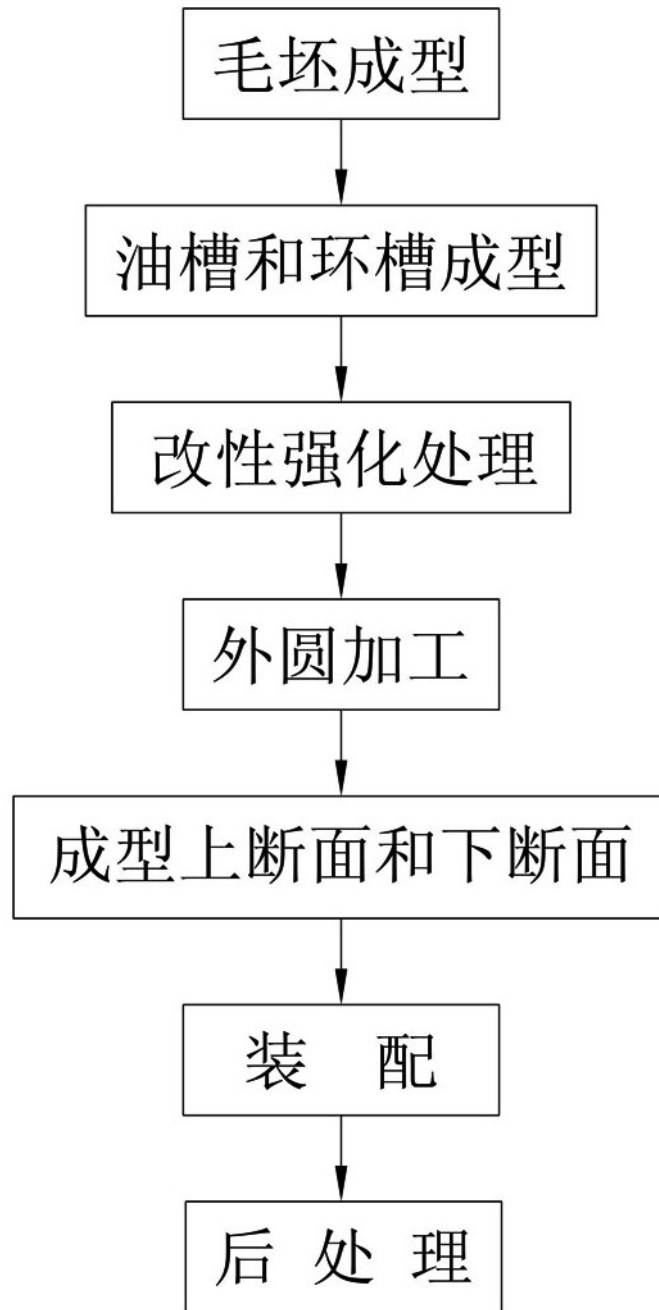 毛坯成型
油槽和环槽成型
改性强化处理
外圆加工
成型上断面和下断面
装 配
后 处 理